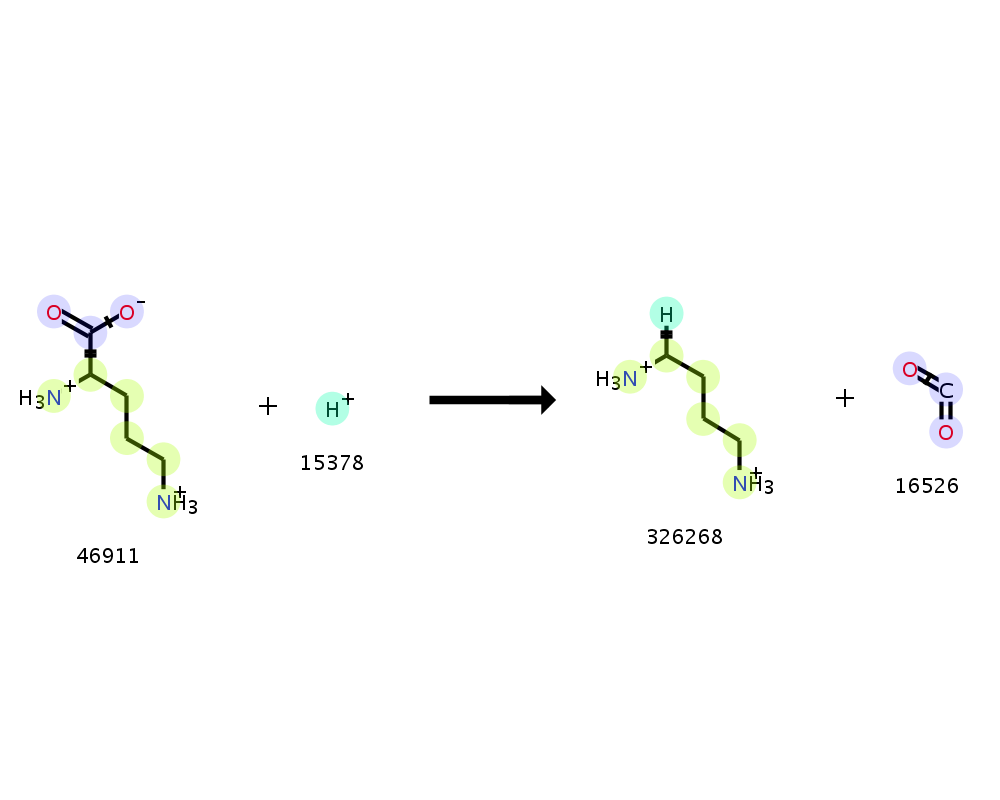 O O⁻
H₃N⁺
NH₃⁺
46911
+
H⁺
15378
H
H₃N⁺
NH₃⁺
326268
+
O C
O
16526